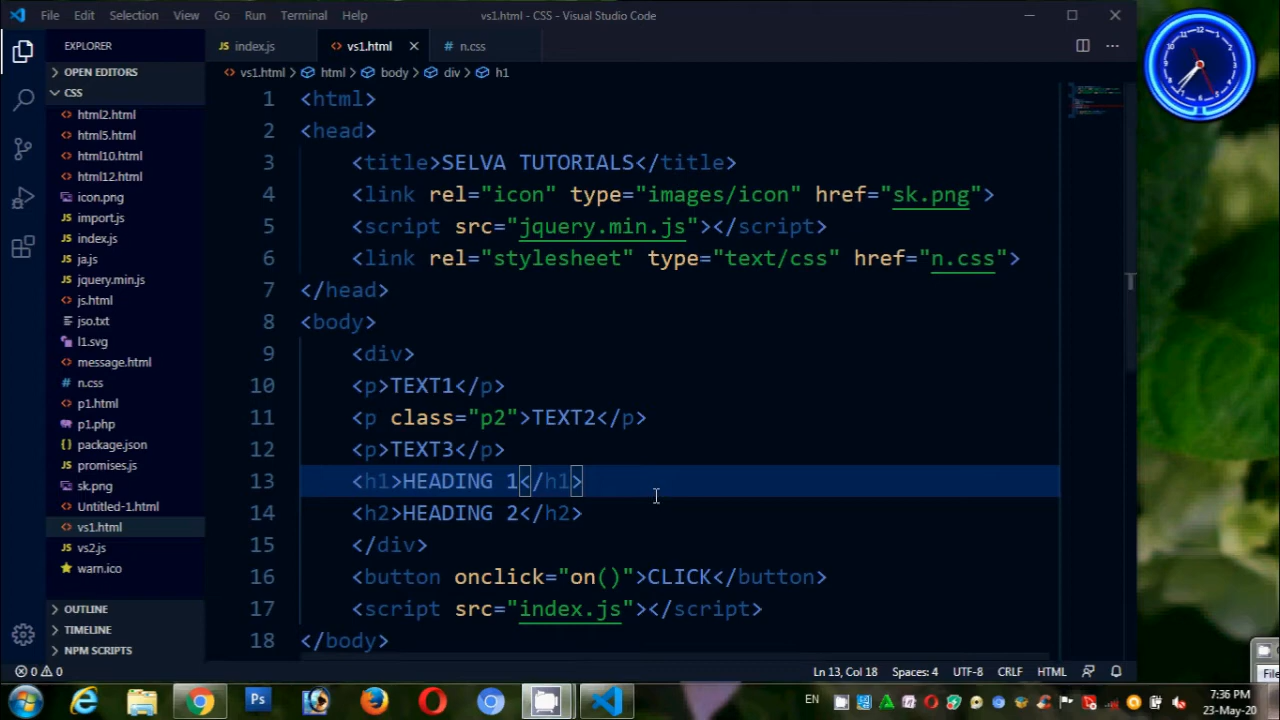 File Edit Selection View Go Run Terminal Help
vs1.html - CSS - Visual Studio Code
EXPLORER
OPEN EDITORS
CSS
html2.html
html5.html
html10.html
html12.html
icon.png
import.js
index.js
ja.js
jquery.min.js
js.html
jso.txt
l1.svg
message.html
n.css
p1.html
p1.php
package.json
promises.js
sk.png
Untitled-1.html
vs1.html
vs2.js
warn.ico
OUTLINE
TIMELINE
NPM SCRIPTS
JS index.js <> vs1.html # n.css
vs1.html > html > body > div > h1
1 <html>
2 <head>
3 <title>SELVA TUTORIALS</title>
4 <link rel="icon" type="images/icon" href="sk.png">
5 <script src="jquery.min.js"></script>
6 <link rel="stylesheet" type="text/css" href="n.css">
7 </head>
8 <body>
9 <div>
10 <p>TEXT1</p>
11 <p class="p2">TEXT2</p>
12 <p>TEXT3</p>
13 <h1>HEADING 1</h1>
14 <h2>HEADING 2</h2>
15 </div>
16 <button onclick="on()">CLICK</button>
17 <script src="index.js"></script>
18 </body>
0 0
Ln 13, Col 18 Spaces: 4 UTF-8 CRLF HTML
Ps
EN
7:36 PM
23-May-20